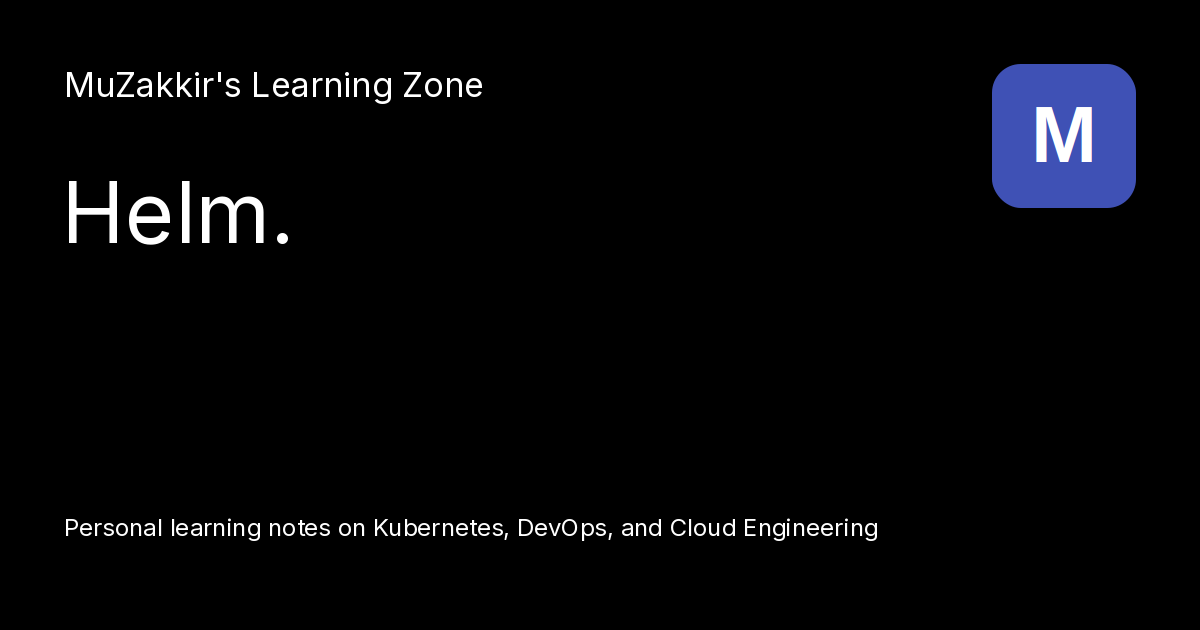 MuZakkir's Learning Zone
M
Helm.
Personal learning notes on Kubernetes, DevOps, and Cloud Engineering